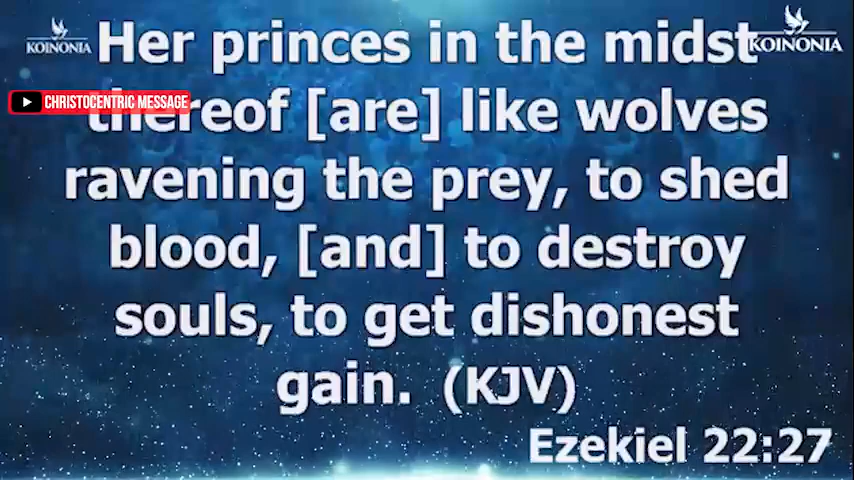 KOINONIA
KOINONIA
CHRISTOCENTRIC MESSAGE
Her princes in the midst
thereof [are] like wolves
ravening the prey, to shed
blood, [and] to destroy
souls, to get dishonest
gain. (KJV)
Ezekiel 22:27